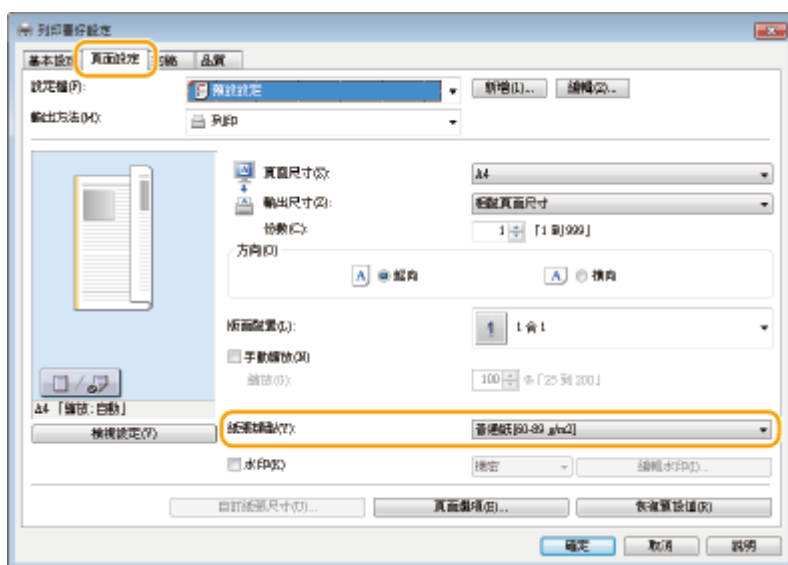 列印喜好設定
基本設定 頁面設定 品質
設定檔(F): 預設設定 新增(1)... 編輯(2)...
輸出方法(M): 列印
頁面尺寸(S): A4
輸出尺寸(Z): 相對頁面尺寸
份數(C): 1 「1 到 999」
方向(O)
A 縱向 A 橫向
版面配置(L): 1 1 合 1
手動縮放(N)
縮放(G): 100 % 「25 到 200」
A4 「縮放:自動」
檢視設定(V)
紙張類型(Y): 普通紙 [60-89 g/m2]
水印(K) 機密 編輯水印(I)...
自訂紙張尺寸(U)... 頁面選項(E)... 恢復預設值(R)
確定 取消 說明